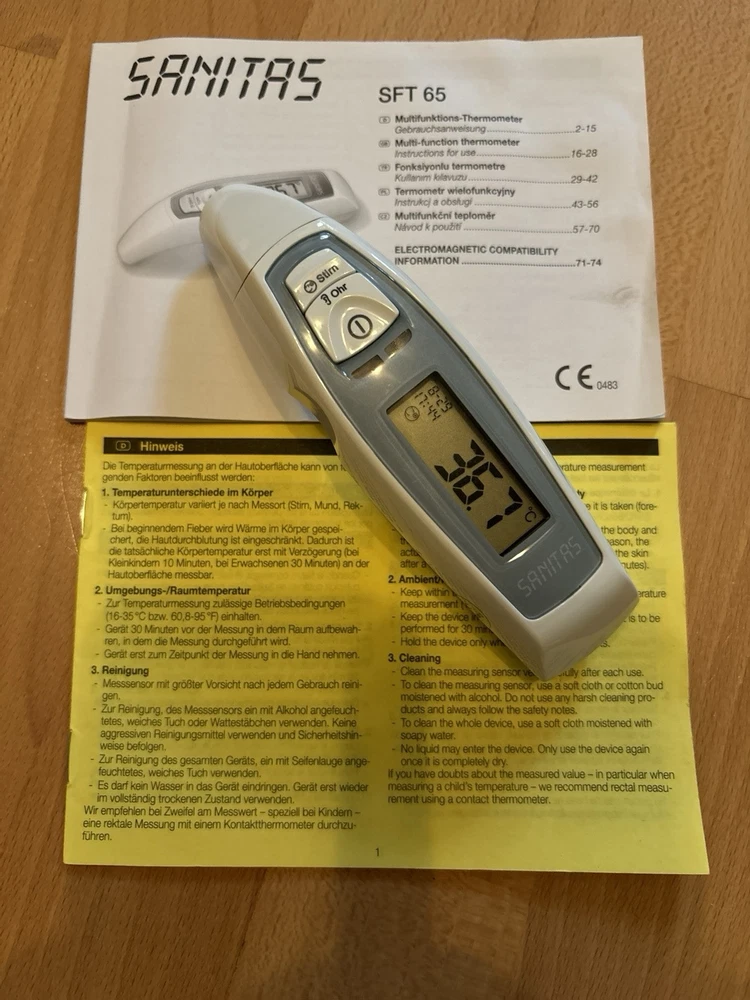 SANITAS
SFT 65
D Multifunktions-Thermometer
Gebrauchsanweisung 2-15
Multi-function thermometer
Instructions for use 16-28
Fonksiyonlu termometre
Kullanım kılavuzu 29-42
Termometr wielofunkcyjny
Instrukcj a obsługi 43-56
Multifunkční teploměr
Návod k použití 57-70
ELECTROMAGNETIC COMPATIBILITY
INFORMATION 71-74
CE 0483
Stirn
Ohr
8-29
17:44
36.7 °C
SANITAS
D Hinweis
Die Temperaturmessung an der Hautoberfläche kann von
genden Faktoren beeinflusst werden:
1. Temperaturunterschiede im Körper
- Körpertemperatur variiert je nach Messort (Stirn, Mund, Rek-
tum).
- Bei beginnendem Fieber wird Wärme im Körper gespei-
chert, die Hautdurchblutung ist eingeschränkt. Dadurch ist
die tatsächliche Körpertemperatur erst mit Verzögerung (bei
Kleinkindern 10 Minuten, bei Erwachsenen 30 Minuten) an der
Hautoberfläche messbar.
2. Umgebungs-/Raumtemperatur
- Zur Temperaturmessung zulässige Betriebsbedingungen
(16-35°C bzw. 60,8-95°F) einhalten.
- Gerät 30 Minuten vor der Messung in dem Raum aufbewah-
ren, in dem die Messung durchgeführt wird.
- Gerät erst zum Zeitpunkt der Messung in die Hand nehmen.
3. Reinigung
- Messsensor mit größter Vorsicht nach jedem Gebrauch reini-
gen.
- Zur Reinigung, des Messsensors ein mit Alkohol angefeuch-
tetes, weiches Tuch oder Wattestäbchen verwenden. Keine
aggressiven Reinigungsmittel verwenden und Sicherheitshin-
weise befolgen.
- Zur Reinigung des gesamten Geräts, ein mit Seifenlauge ange-
feuchtetes, weiches Tuch verwenden.
- Es darf kein Wasser in das Gerät eindringen. Gerät erst wieder
im vollständig trockenen Zustand verwenden.
Wir empfehlen bei Zweifel am Messwert – speziell bei Kindern –
eine rektale Messung mit einem Kontaktthermometer durchzu-
führen.
measurement
it is taken (fore-
the body and
the
the skin
after a
2.
- Keep within
measurement
- Keep the device is to be
performed for 30
- Hold the device only
3. Cleaning
- Clean the measuring sensor after each use.
- To clean the measuring sensor, use a soft cloth or cotton bud
moistened with alcohol. Do not use any harsh cleaning pro-
ducts and always follow the safety notes.
- To clean the whole device, use a soft cloth moistened with
soapy water.
- No liquid may enter the device. Only use the device again
once it is completely dry.
If you have doubts about the measured value – in particular when
measuring a child's temperature – we recommend rectal measu-
rement using a contact thermometer.
1